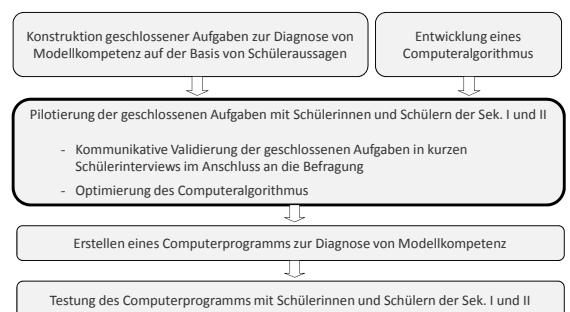 Konstruktion geschlossener Aufgaben zur Diagnose von
Modellkompetenz auf der Basis von Schüleraussagen
Entwicklung eines
Computeralgorithmus
Pilotierung der geschlossenen Aufgaben mit Schülerinnen und Schülern der Sek. I und II
- Kommunikative Validierung der geschlossenen Aufgaben in kurzen
Schülerinterviews im Anschluss an die Befragung
- Optimierung des Computeralgorithmus
Erstellen eines Computerprogramms zur Diagnose von Modellkompetenz
Testung des Computerprogramms mit Schülerinnen und Schülern der Sek. I und II